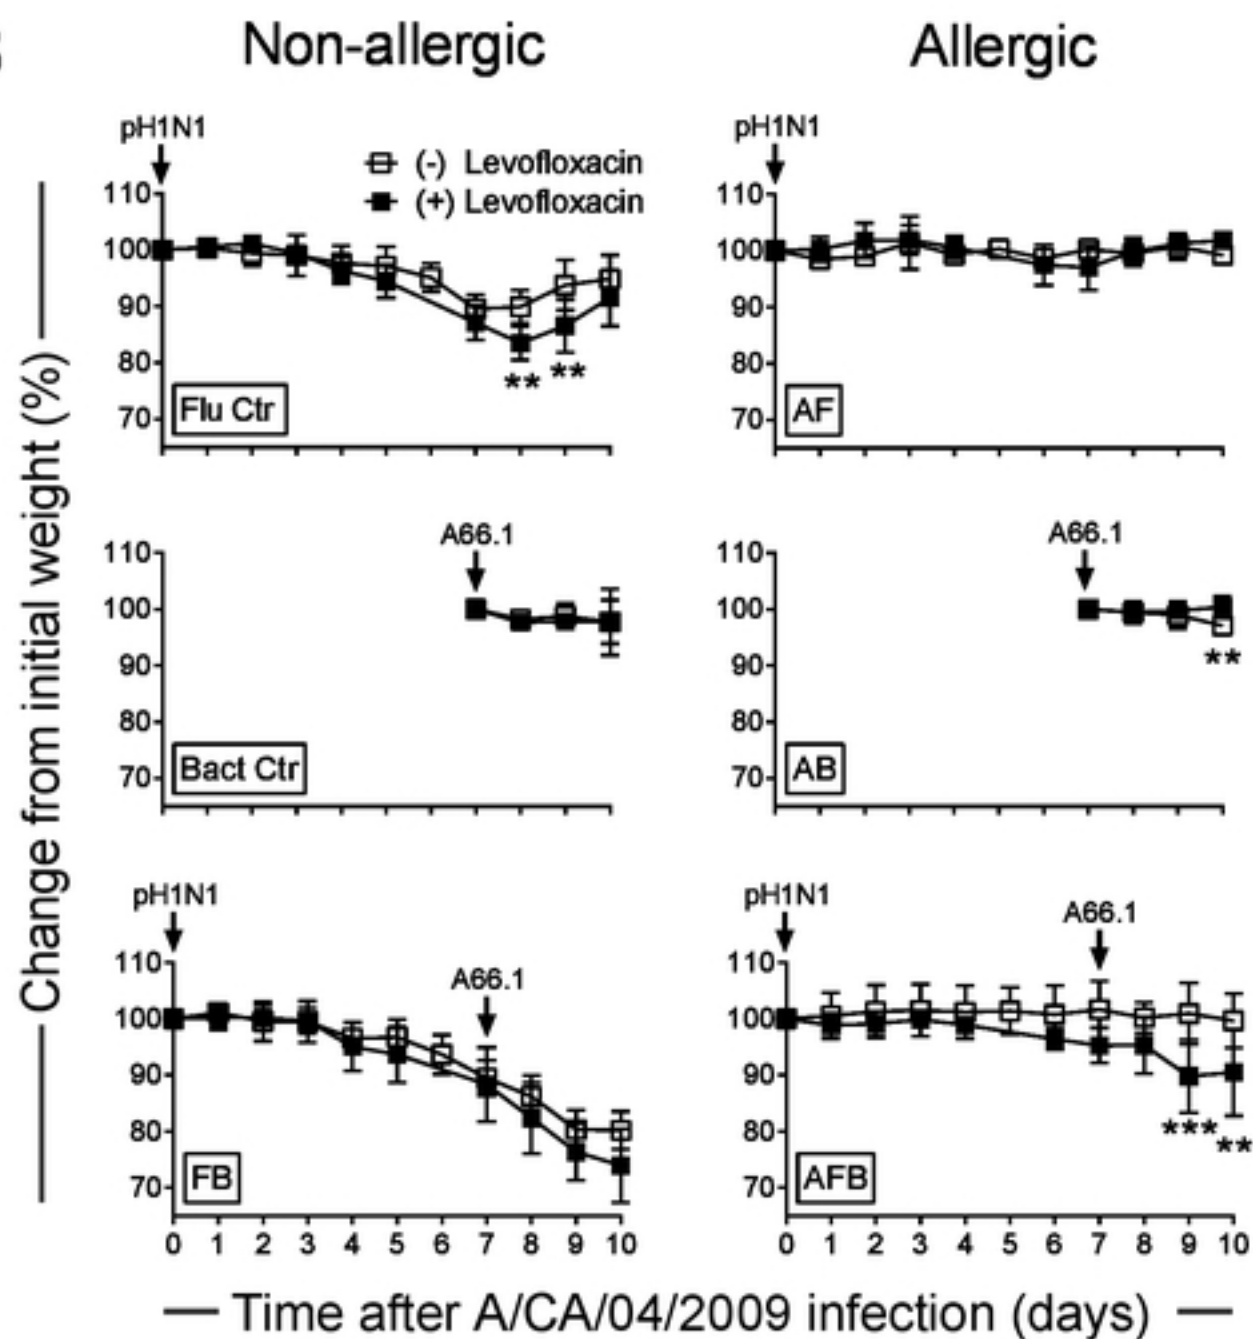 Non-allergic
Allergic
Change from initial weight (%)
pH1N1
(-) Levofloxacin
(+) Levofloxacin
110
100
90
80
70
**
**
Flu Ctr
pH1N1
110
100
90
80
70
AF
A66.1
110
100
90
80
70
Bact Ctr
A66.1
110
100
90
80
70
**
AB
pH1N1
A66.1
110
100
90
80
70
FB
0 1 2 3 4 5 6 7 8 9 10
pH1N1
A66.1
110
100
90
80
70
***
**
AFB
0 1 2 3 4 5 6 7 8 9 10
Time after A/CA/04/2009 infection (days)